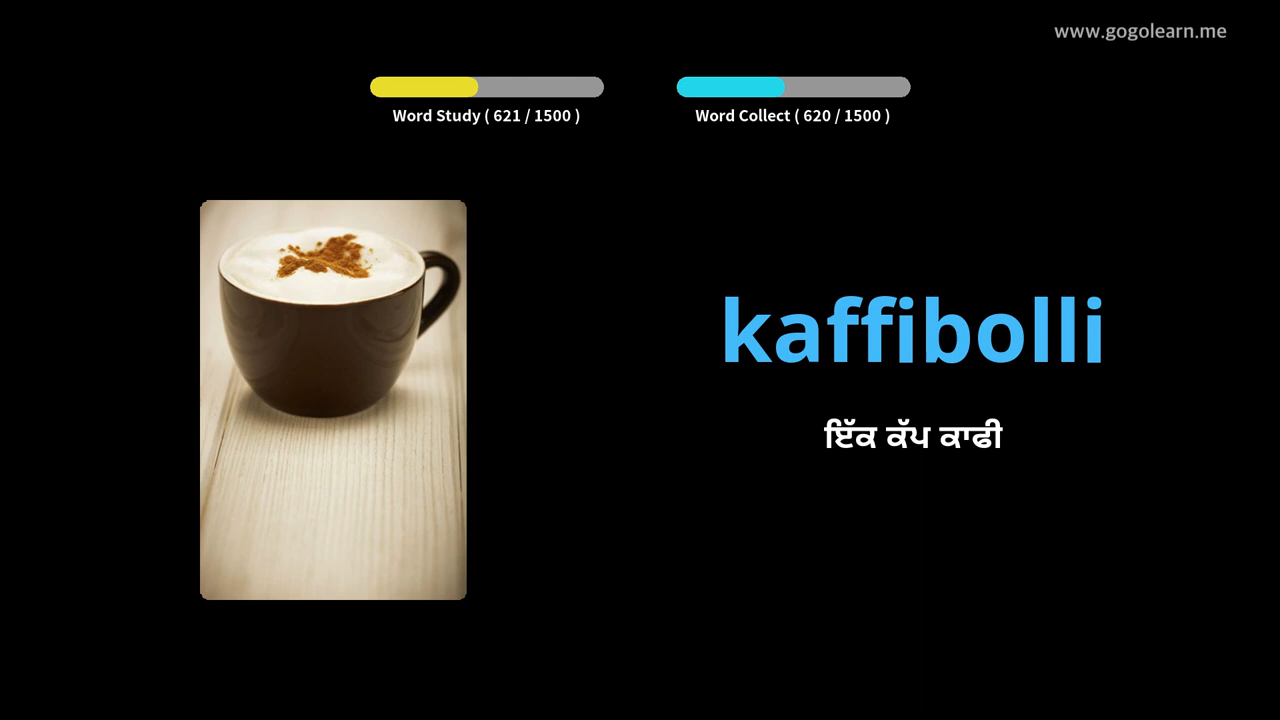 www.gogolearn.me
Word Study ( 621 / 1500 )
Word Collect ( 620 / 1500 )
kaffibolli
ਇੱਕ ਕੱਪ ਕਾਫੀ